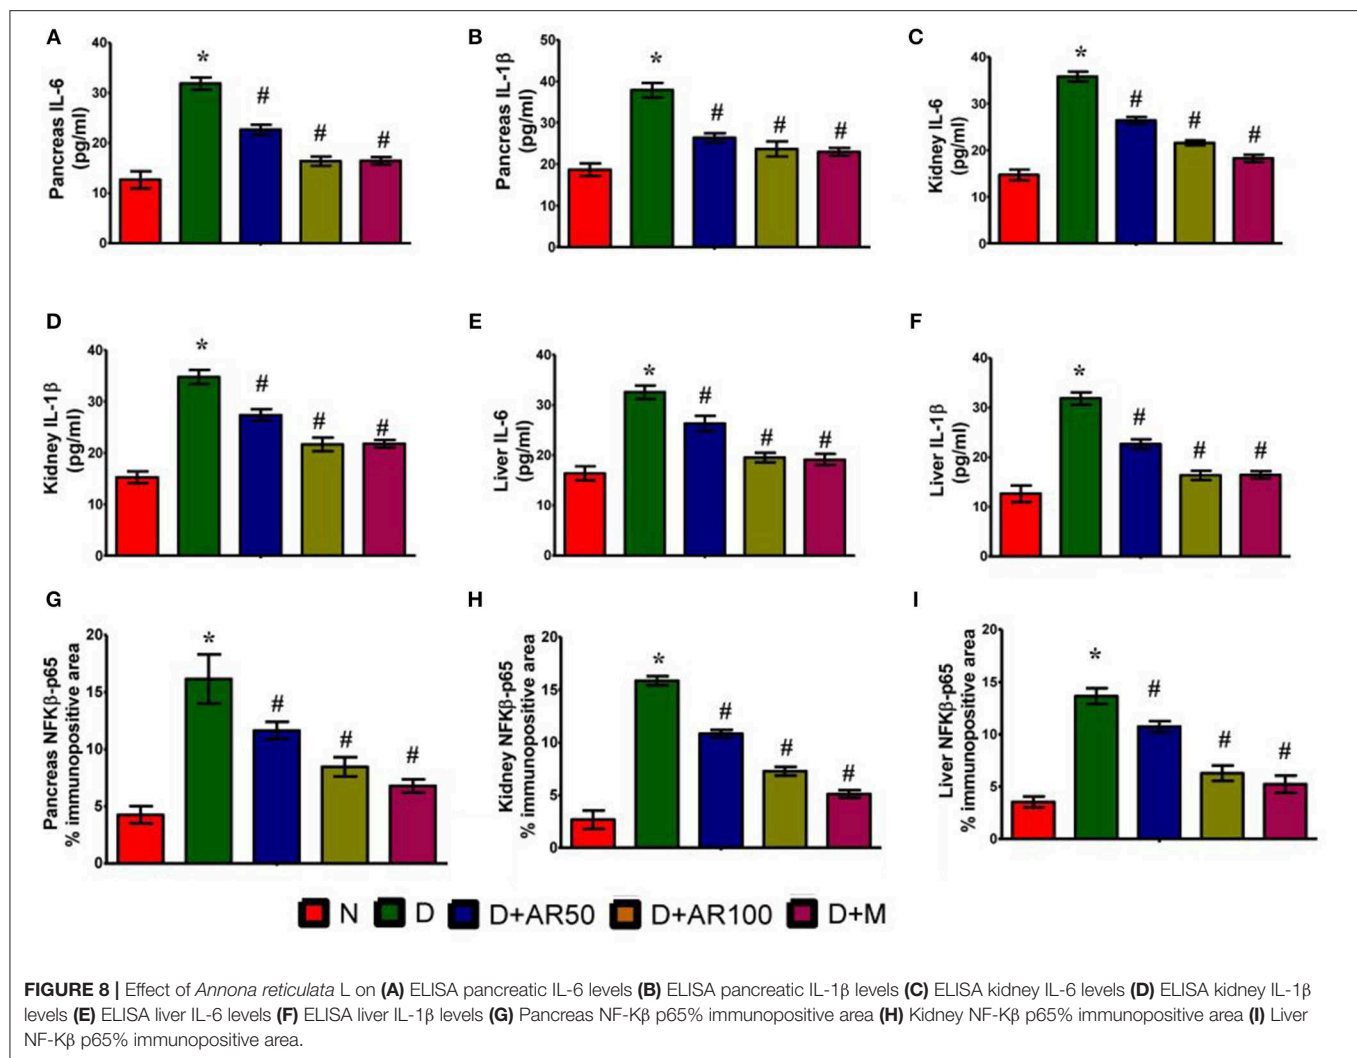 A
Pancreas IL-6
(pg/ml)
40
30
20
10
0
*
#
#
#
B
Pancreas IL-1β
(pg/ml)
50
40
30
20
10
0
*
#
#
#
C
Kidney IL-6
(pg/ml)
40
30
20
10
0
*
#
#
#
D
Kidney IL-1β
(pg/ml)
40
30
20
10
0
*
#
#
#
E
Liver IL-6
(pg/ml)
40
30
20
10
0
*
#
#
#
F
Liver IL-1β
(pg/ml)
40
30
20
10
0
*
#
#
#
G
Pancreas NFKβ-p65
% immunopositive area
20
15
10
5
0
*
#
#
#
H
Kidney NFKβ-p65
% immunopositive area
20
15
10
5
0
*
#
#
#
I
Liver NFKβ-p65
% immunopositive area
20
15
10
5
0
*
#
#
#
N D D+AR50 D+AR100 D+M
FIGURE 8 | Effect of Annona reticulata L on (A) ELISA pancreatic IL-6 levels (B) ELISA pancreatic IL-1β levels (C) ELISA kidney IL-6 levels (D) ELISA kidney IL-1β
levels (E) ELISA liver IL-6 levels (F) ELISA liver IL-1β levels (G) Pancreas NF-Kβ p65% immunopositive area (H) Kidney NF-Kβ p65% immunopositive area (I) Liver
NF-Kβ p65% immunopositive area.